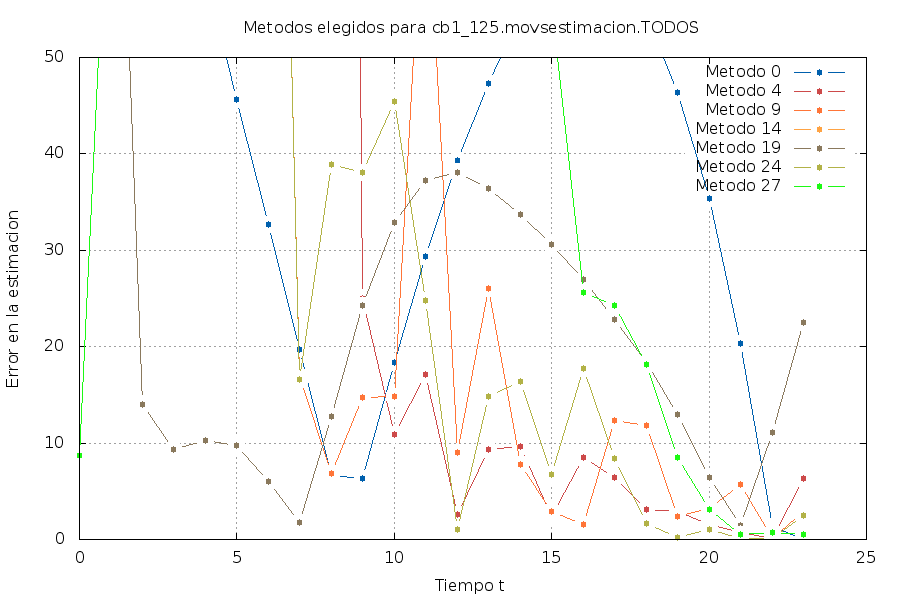 Metodos elegidos para cb1_125.movsestimacion.TODOS
50
40
30
20
10
0
0
5
10
15
20
25
Error en la estimacion
Tiempo t
Metodo 0
Metodo 4
Metodo 9
Metodo 14
Metodo 19
Metodo 24
Metodo 27